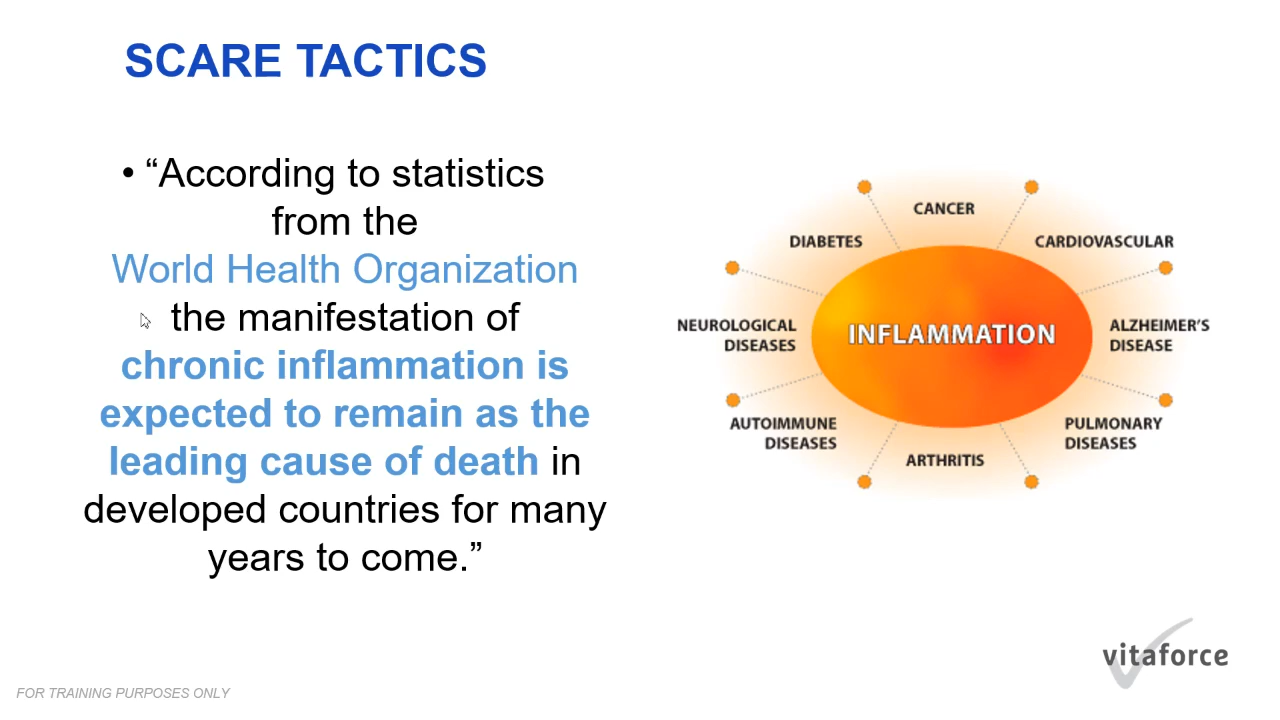 SCARE TACTICS
• “According to statistics
from the
World Health Organization
the manifestation of
chronic inflammation is
expected to remain as the
leading cause of death in
developed countries for many
years to come.”
CANCER
DIABETES
CARDIOVASCULAR
NEUROLOGICAL
DISEASES
INFLAMMATION
ALZHEIMER'S
DISEASE
AUTOIMMUNE
DISEASES
PULMONARY
DISEASES
ARTHRITIS
vitaforce
FOR TRAINING PURPOSES ONLY